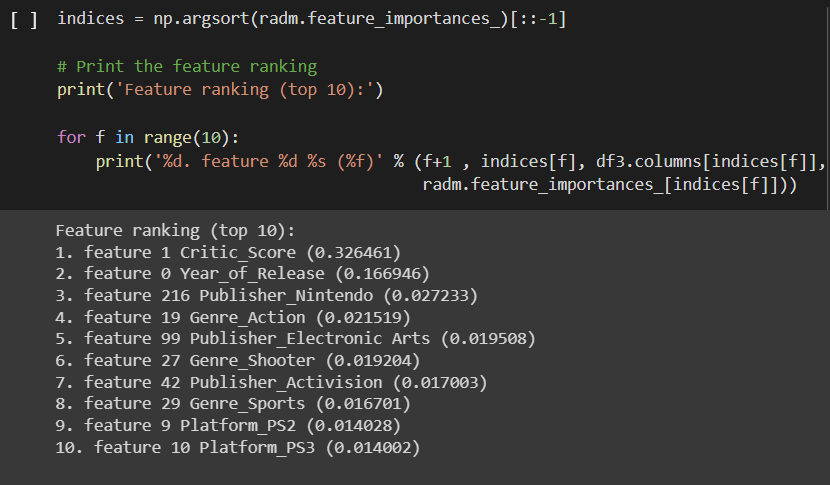 [ ] indices = np.argsort(radm.feature_importances_)[::-1]
# Print the feature ranking
print('Feature ranking (top 10):')
for f in range(10):
print('%d. feature %d %s (%f)' % (f+1 , indices[f], df3.columns[indices[f]],
radm.feature_importances_[indices[f]]))
Feature ranking (top 10):
1. feature 1 Critic_Score (0.326461)
2. feature 0 Year_of_Release (0.166946)
3. feature 216 Publisher_Nintendo (0.027233)
4. feature 19 Genre_Action (0.021519)
5. feature 99 Publisher_Electronic Arts (0.019508)
6. feature 27 Genre_Shooter (0.019204)
7. feature 42 Publisher_Activision (0.017003)
8. feature 29 Genre_Sports (0.016701)
9. feature 9 Platform_PS2 (0.014028)
10. feature 10 Platform_PS3 (0.014002)